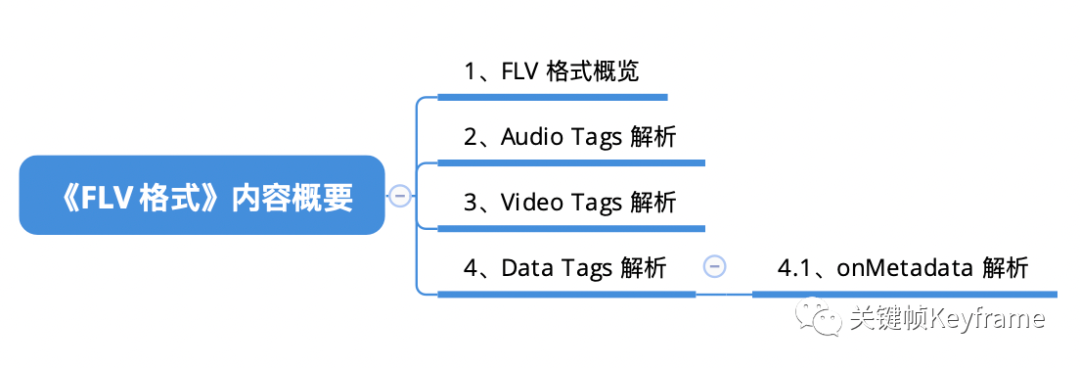 《FLV 格式》内容概要
1、FLV 格式概览
2、Audio Tags 解析
3、Video Tags 解析
4、Data Tags 解析
4.1、onMetadata 解析
关键帧Keyframe